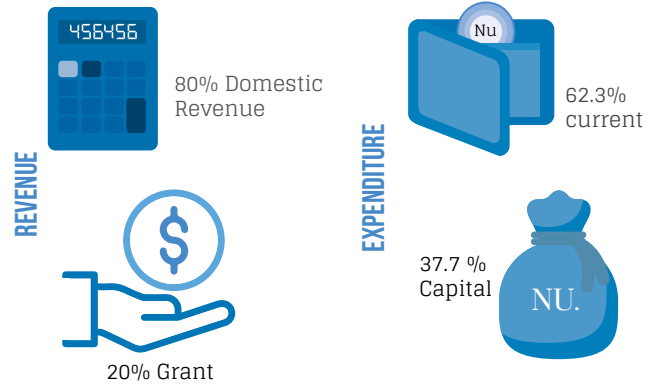 REVENUE
456456
80% Domestic
Revenue
$
20% Grant
EXPENDITURE
Nu
62.3%
current
37.7 %
Capital
NU.